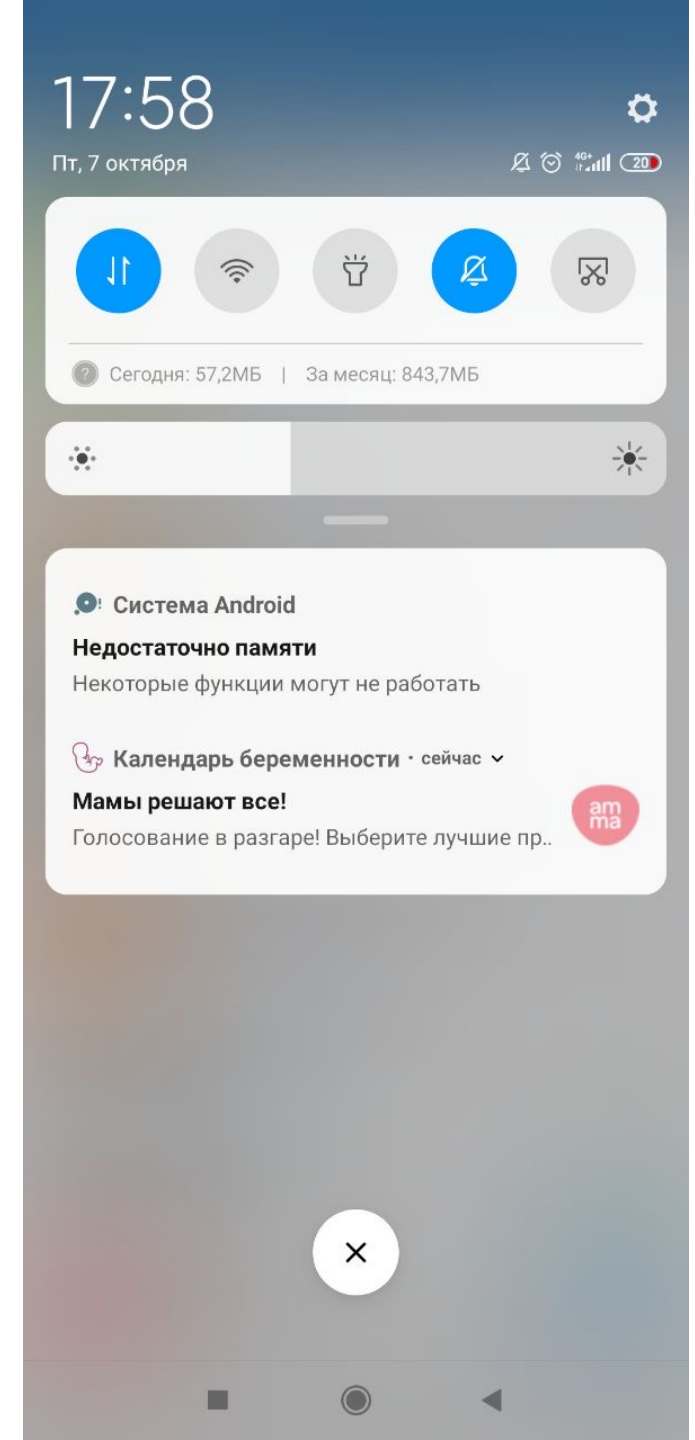 17:58
Пт, 7 октября
4G+
20
? Сегодня: 57,2МБ | За месяц: 843,7МБ
Система Android
Недостаточно памяти
Некоторые функции могут не работать
Календарь беременности · сейчас
Мамы решают все!
am
ma
Голосование в разгаре! Выберите лучшие пр..